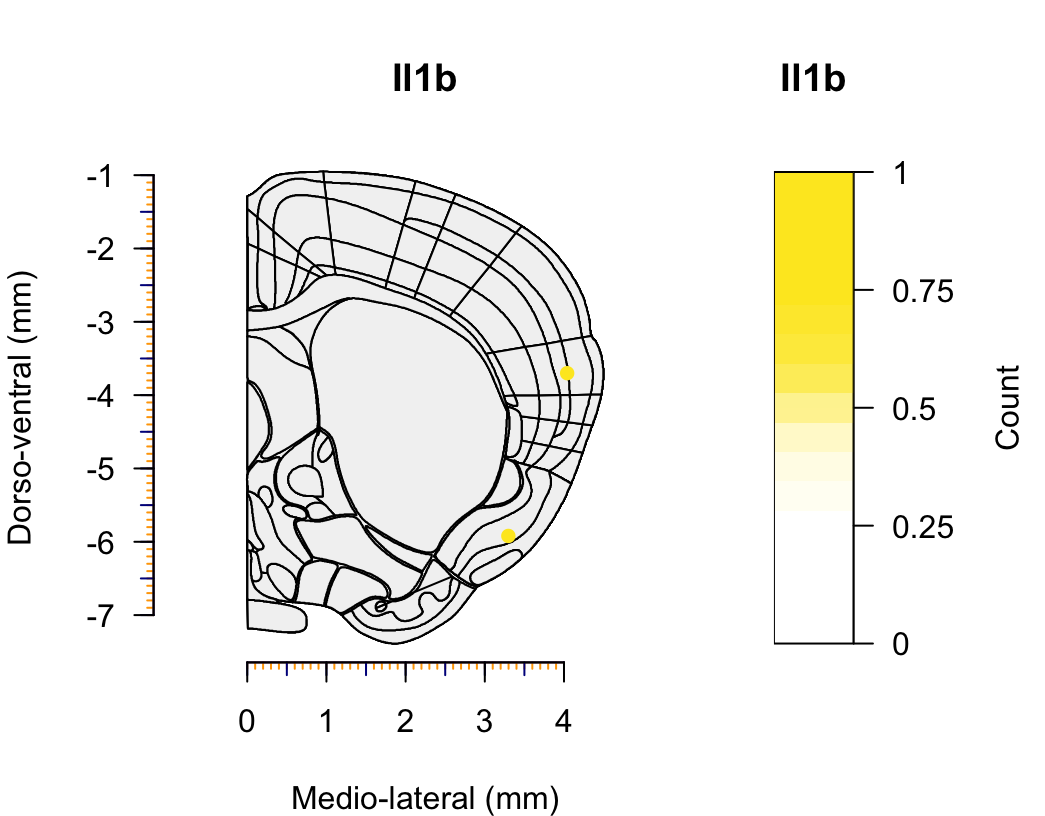 Il1b
Il1b
Dorso-ventral (mm)
-1
-2
-3
-4
-5
-6
-7
0 1 2 3 4
Medio-lateral (mm)
1
0.75
0.5
0.25
0
Count